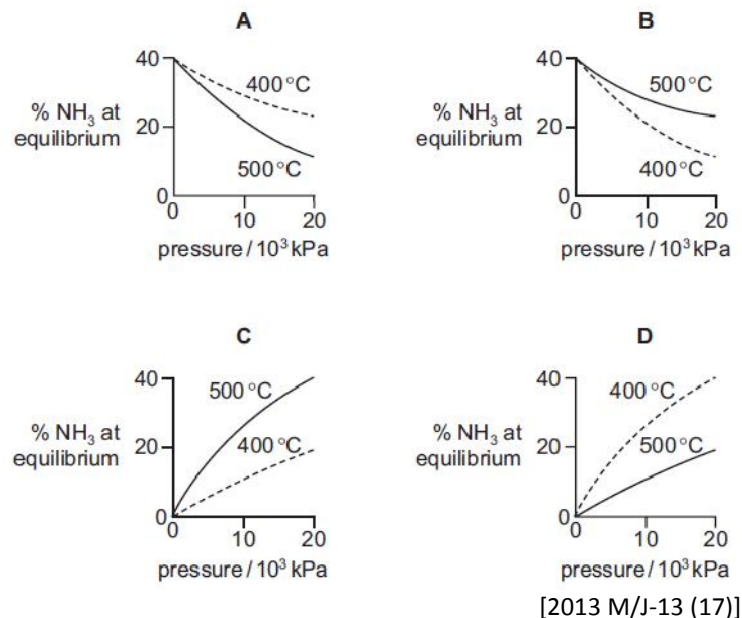 A
40
400 °C
% NH₃ at
equilibrium
20
500 °C
0
0
10
20
pressure / 10³ kPa
B
40
500 °C
% NH₃ at
equilibrium
20
400 °C
0
0
10
20
pressure / 10³ kPa
C
40
500 °C
% NH₃ at
equilibrium
20
400 °C
0
0
10
20
pressure / 10³ kPa
D
40
400 °C
% NH₃ at
equilibrium
20
500 °C
0
0
10
20
pressure / 10³ kPa
[2013 M/J-13 (17)]